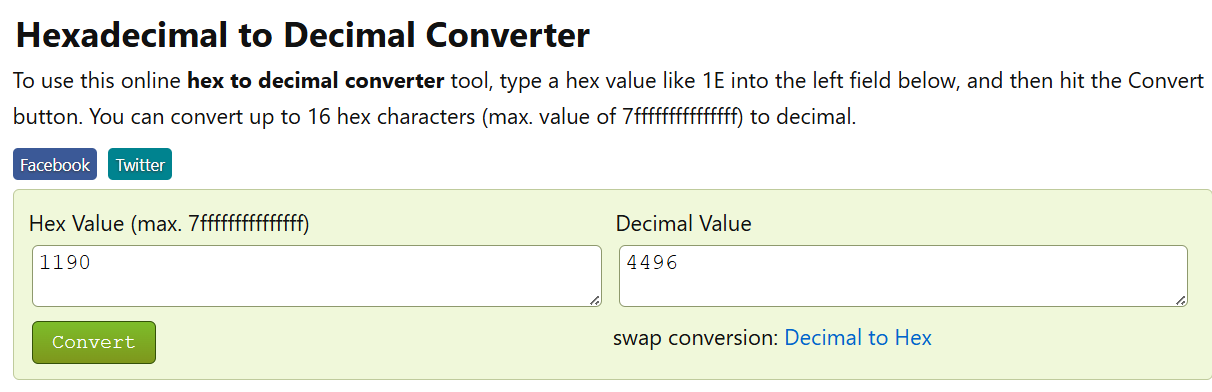 Hexadecimal to Decimal Converter
To use this online hex to decimal converter tool, type a hex value like 1E into the left field below, and then hit the Convert
button. You can convert up to 16 hex characters (max. value of 7fffffffffffffff) to decimal.
Facebook Twitter
Hex Value (max. 7fffffffffffffff) Decimal Value
1190 4496
Convert swap conversion: Decimal to Hex